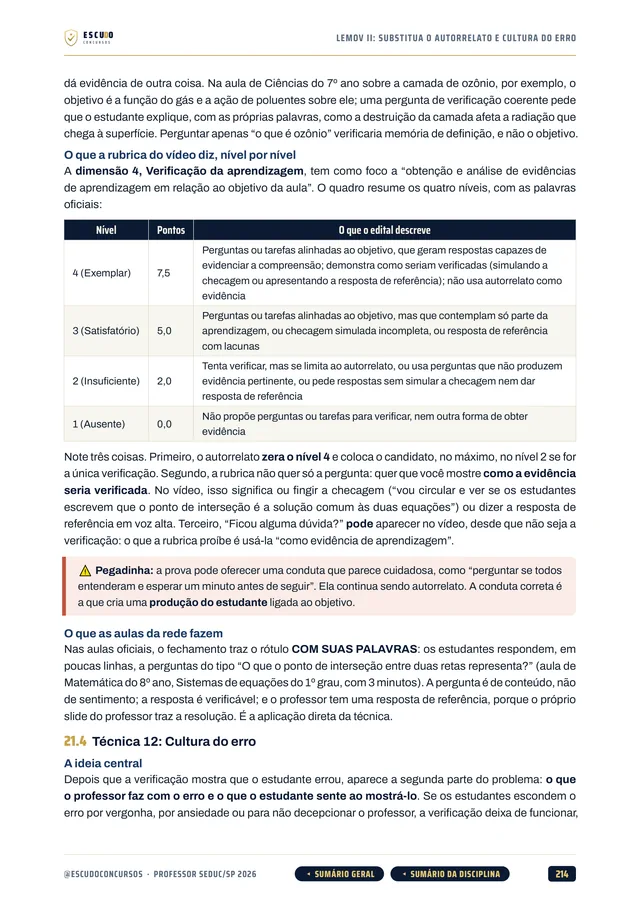 ESCUDO
CONCURSOS
LEMOV II: SUBSTITUA O AUTORRELATO E CULTURA DO ERRO
dá evidência de outra coisa. Na aula de Ciências do 7º ano sobre a camada de ozônio, por exemplo, o
objetivo é a função do gás e a ação de poluentes sobre ele; uma pergunta de verificação coerente pede
que o estudante explique, com as próprias palavras, como a destruição da camada afeta a radiação que
chega à superfície. Perguntar apenas “o que é ozônio” verificaria memória de definição, e não o objetivo.
O que a rubrica do vídeo diz, nível por nível
A dimensão 4, Verificação da aprendizagem, tem como foco a “obtenção e análise de evidências
de aprendizagem em relação ao objetivo da aula”. O quadro resume os quatro níveis, com as palavras
oficiais:
Nível Pontos O que o edital descreve
4 (Exemplar) 7,5 Perguntas ou tarefas alinhadas ao objetivo, que geram respostas capazes de
evidenciar a compreensão; demonstra como seriam verificadas (simulando a
checagem ou apresentando a resposta de referência); não usa autorrelato como
evidência
3 (Satisfatório) 5,0 Perguntas ou tarefas alinhadas ao objetivo, mas que contemplam só parte da
aprendizagem, ou checagem simulada incompleta, ou resposta de referência
com lacunas
2 (Insuficiente) 2,0 Tenta verificar, mas se limita ao autorrelato, ou usa perguntas que não produzem
evidência pertinente, ou pede respostas sem simular a checagem nem dar
resposta de referência
1 (Ausente) 0,0 Não propõe perguntas ou tarefas para verificar, nem outra forma de obter
evidência
Note três coisas. Primeiro, o autorrelato zera o nível 4 e coloca o candidato, no máximo, no nível 2 se for
a única verificação. Segundo, a rubrica não quer só a pergunta: quer que você mostre como a evidência
seria verificada. No vídeo, isso significa ou fingir a checagem (“vou circular e ver se os estudantes
escrevem que o ponto de interseção é a solução comum às duas equações”) ou dizer a resposta de
referência em voz alta. Terceiro, “Ficou alguma dúvida?” pode aparecer no vídeo, desde que não seja a
verificação: o que a rubrica proíbe é usá-la “como evidência de aprendizagem”.
Pegadinha: a prova pode oferecer uma conduta que parece cuidadosa, como “perguntar se todos
entenderam e esperar um minuto antes de seguir”. Ela continua sendo autorrelato. A conduta correta é
a que cria uma produção do estudante ligada ao objetivo.
O que as aulas da rede fazem
Nas aulas oficiais, o fechamento traz o rótulo COM SUAS PALAVRAS: os estudantes respondem, em
poucas linhas, a perguntas do tipo “O que o ponto de interseção entre duas retas representa?” (aula de
Matemática do 8º ano, Sistemas de equações do 1º grau, com 3 minutos). A pergunta é de conteúdo, não
de sentimento; a resposta é verificável; e o professor tem uma resposta de referência, porque o próprio
slide do professor traz a resolução. É a aplicação direta da técnica.
21.4 Técnica 12: Cultura do erro
A ideia central
Depois que a verificação mostra que o estudante errou, aparece a segunda parte do problema: o que
o professor faz com o erro e o que o estudante sente ao mostrá-lo. Se os estudantes escondem o
erro por vergonha, por ansiedade ou para não decepcionar o professor, a verificação deixa de funcionar,
@ESCUDOCONCURSOS · PROFESSOR SEDUC/SP 2026
SUMÁRIO GERAL
SUMÁRIO DA DISCIPLINA
214